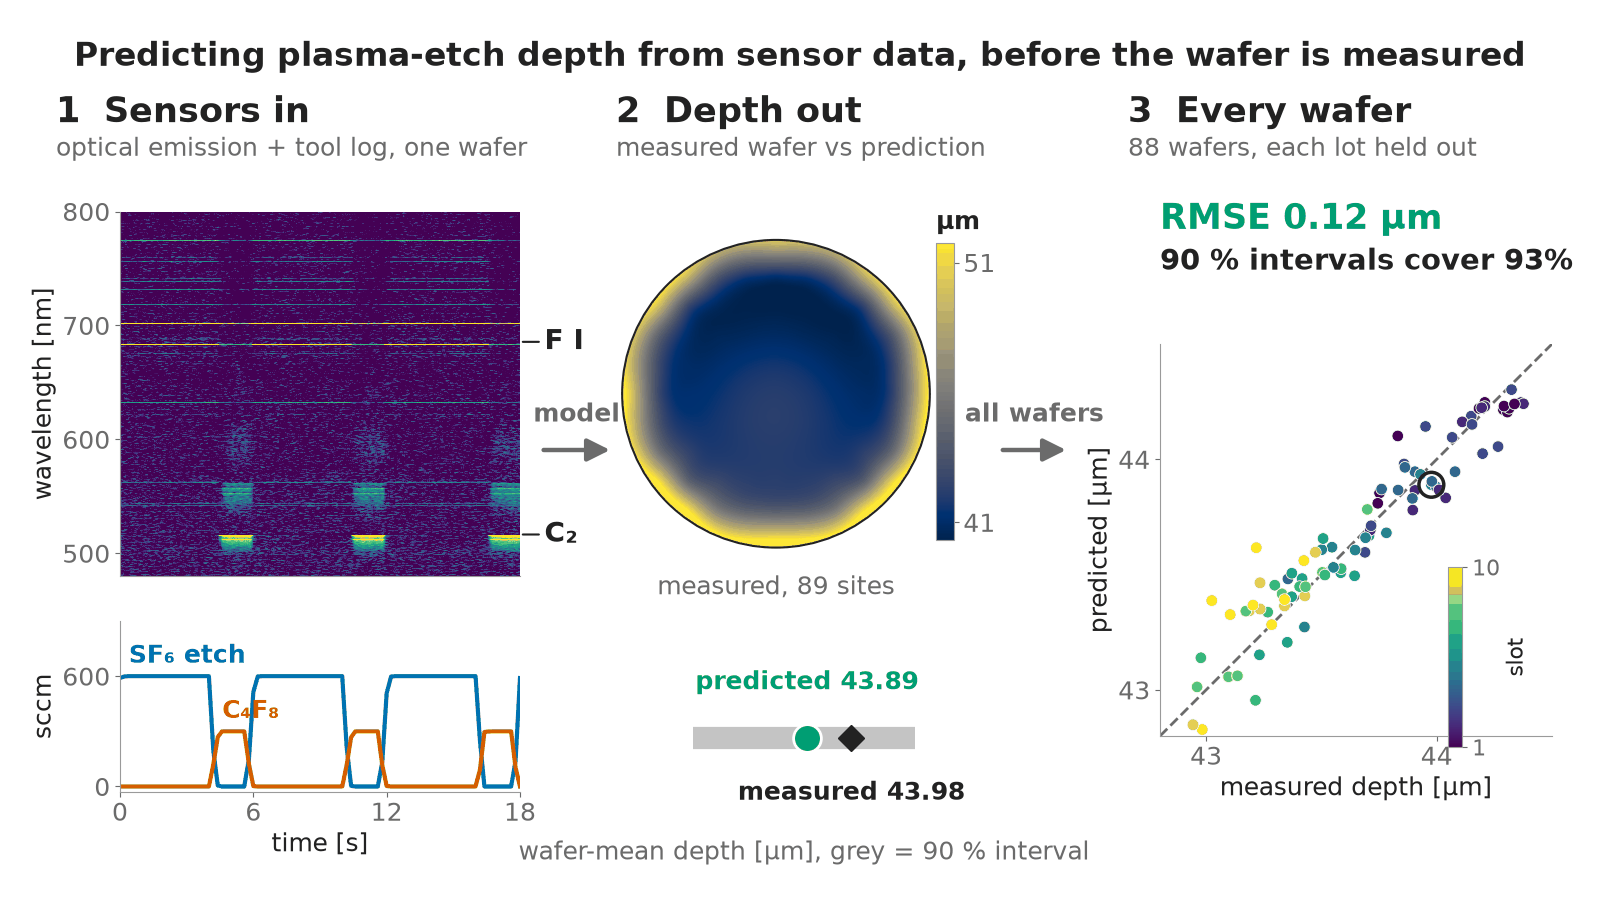 Predicting plasma-etch depth from sensor data, before the wafer is measured
1 Sensors in
optical emission + tool log, one wafer
800
700
600
500
wavelength [nm]
F I
C₂
SF₆ etch
C₄F₈
600
0
sccm
0 6 12 18
time [s]
model
2 Depth out
measured wafer vs prediction
µm
51
41
measured, 89 sites
predicted 43.89
measured 43.98
wafer-mean depth [µm], grey = 90 % interval
all wafers
3 Every wafer
88 wafers, each lot held out
RMSE 0.12 µm
90 % intervals cover 93%
44
43
predicted [µm]
10
1
slot
43 44
measured depth [µm]